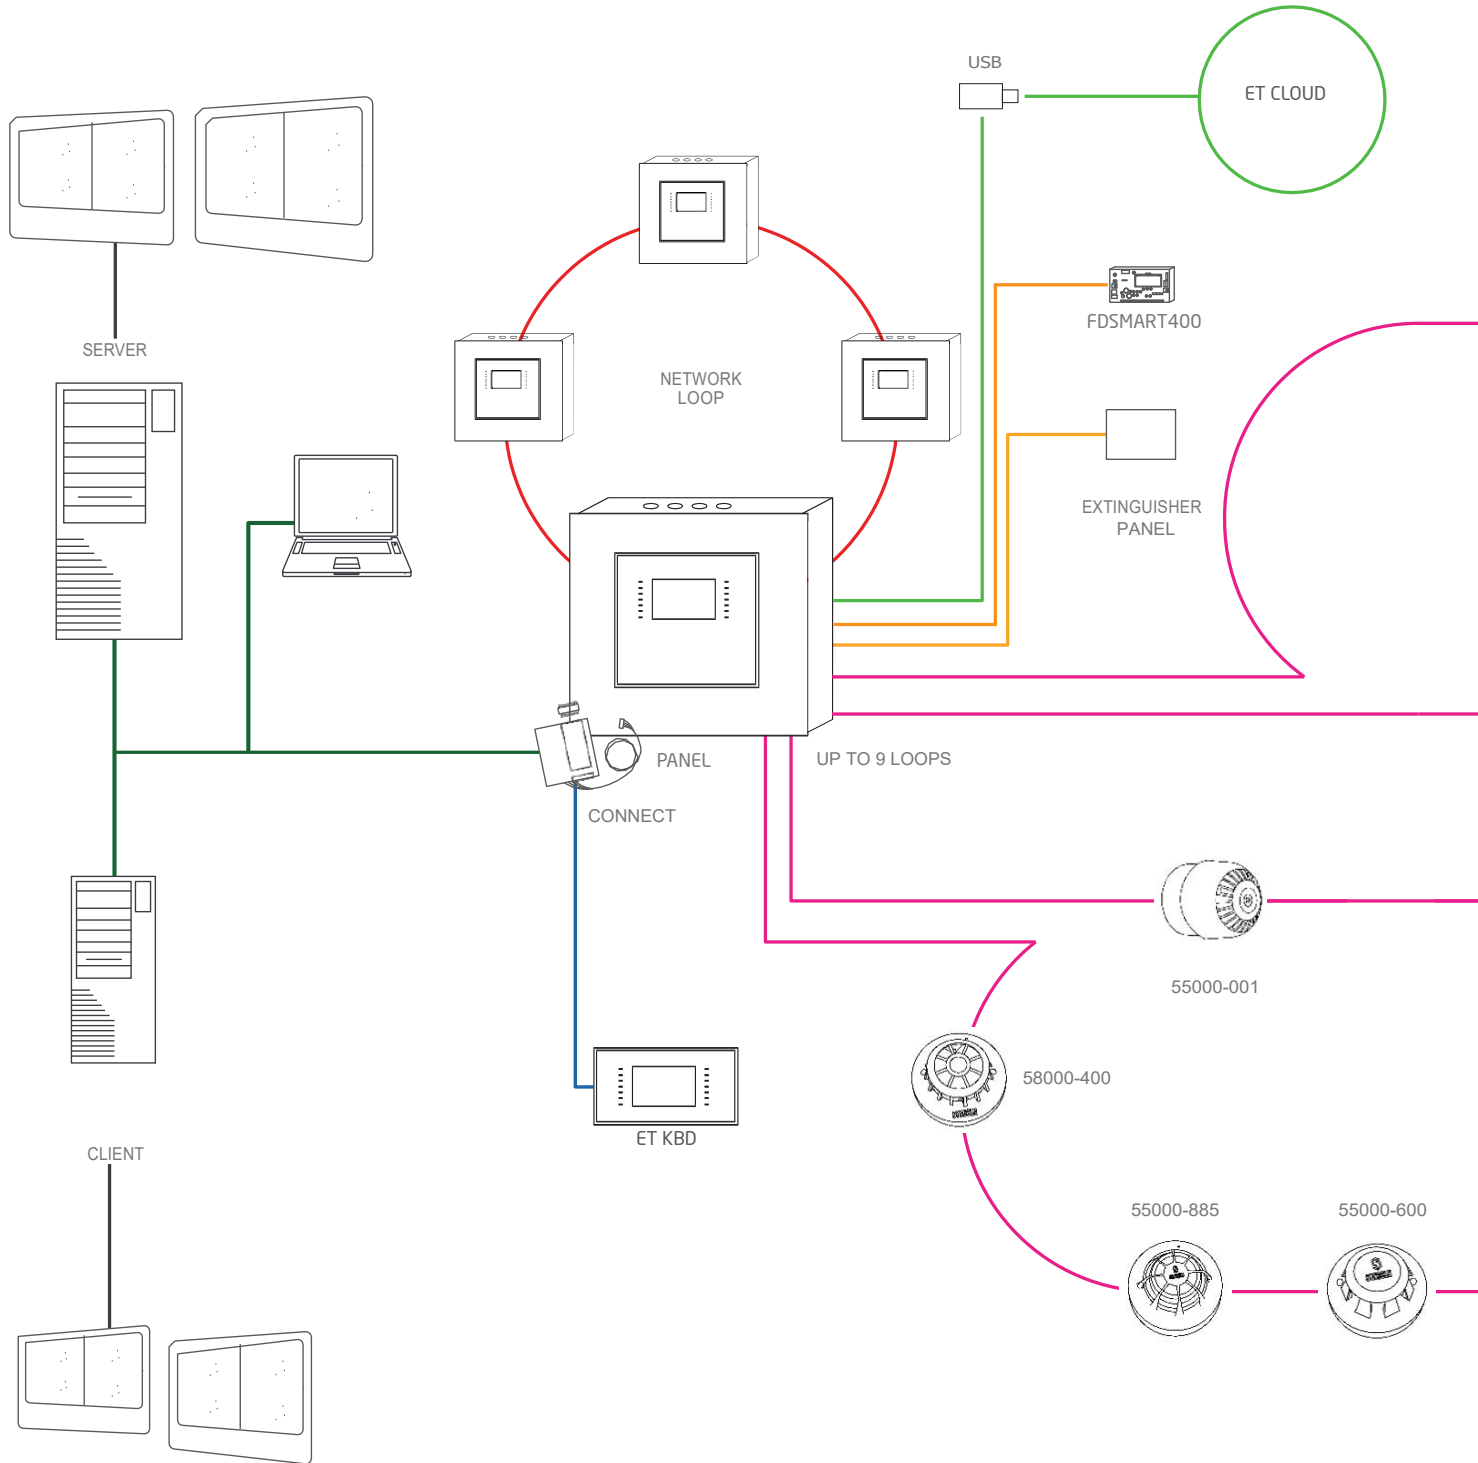 USB
ET CLOUD
FDSMART400
SERVER
NETWORK
LOOP
EXTINGUISHER
PANEL
PANEL
UP TO 9 LOOPS
CONNECT
55000-001
58000-400
ET KBD
CLIENT
55000-885
55000-600